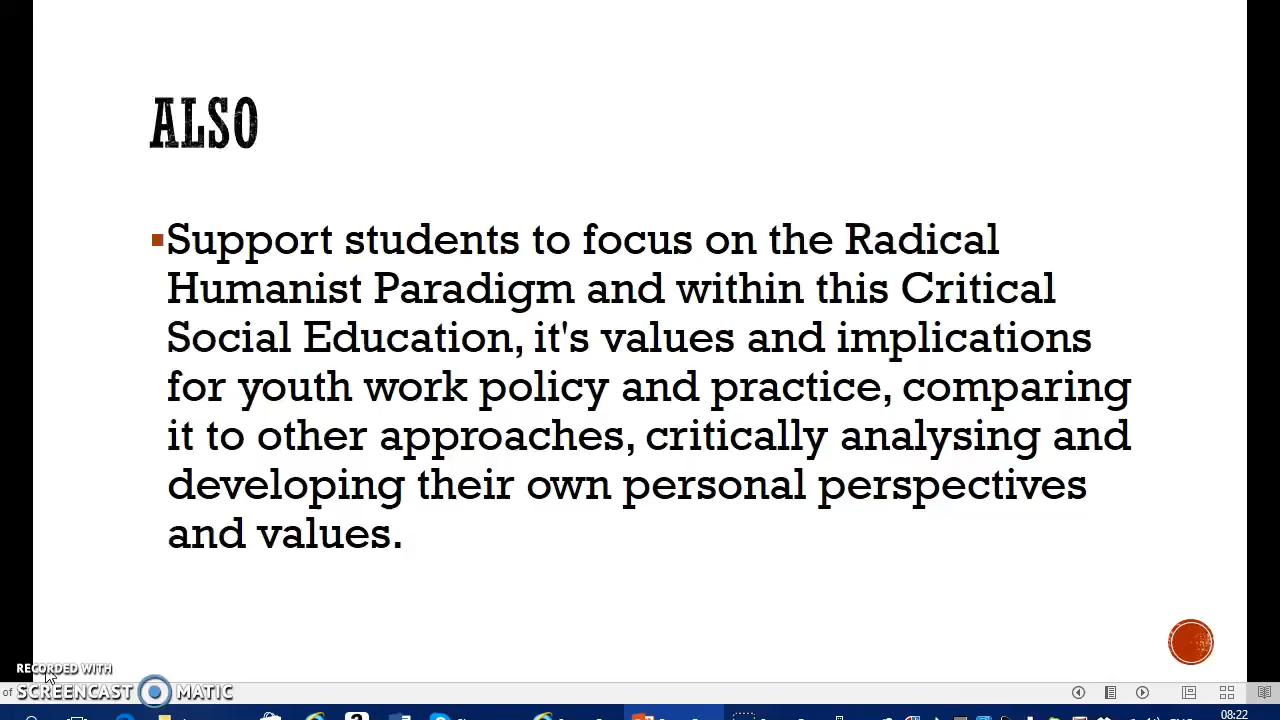 ALSO
Support students to focus on the Radical
Humanist Paradigm and within this Critical
Social Education, it's values and implications
for youth work policy and practice, comparing
it to other approaches, critically analysing and
developing their own personal perspectives
and values.
RECORDED WITH
of
SCREENCAST MATIC
08:22